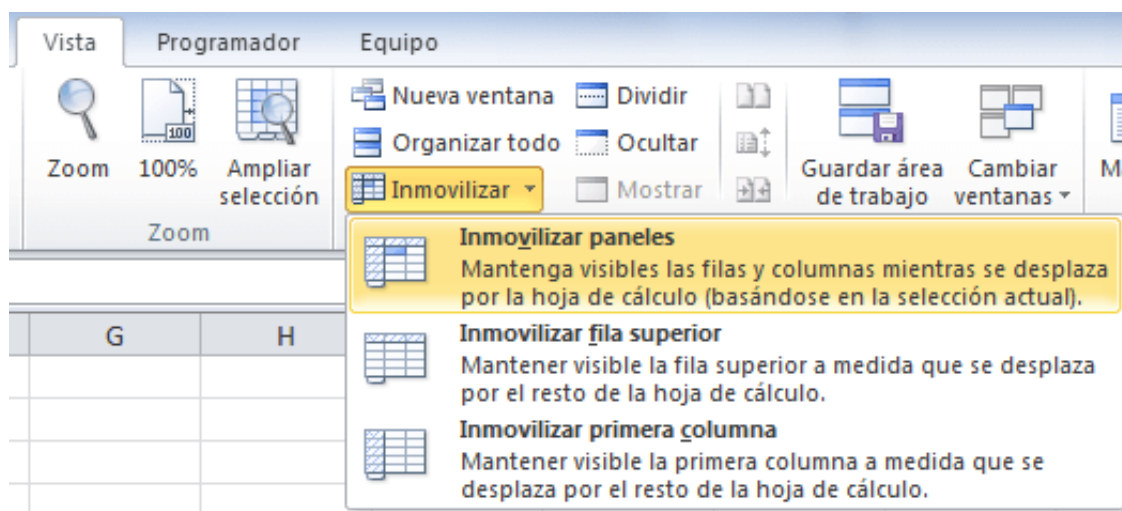 Vista Programador Equipo
Nueva ventana Dividir
Organizar todo Ocultar
Inmovilizar Mostrar
Zoom 100% Ampliar selección
100
Guardar área de trabajo Cambiar ventanas
Zoom
Inmovilizar paneles
Mantenga visibles las filas y columnas mientras se desplaza
por la hoja de cálculo (basándose en la selección actual).
Inmovilizar fila superior
Mantener visible la fila superior a medida que se desplaza
por el resto de la hoja de cálculo.
Inmovilizar primera columna
Mantener visible la primera columna a medida que se
desplaza por el resto de la hoja de cálculo.
G H